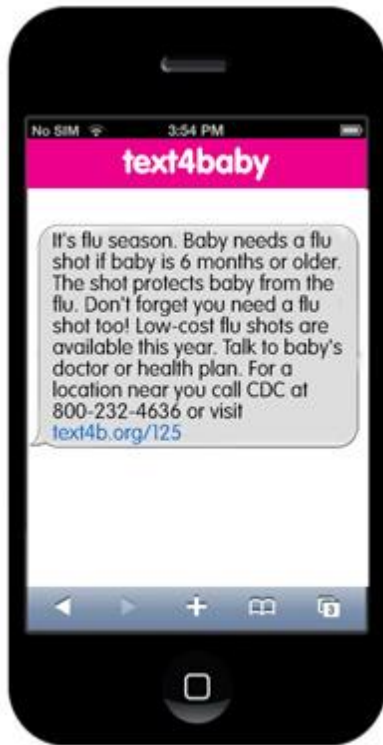 No SIM 3:54 PM
text4baby
It's flu season. Baby needs a flu
shot if baby is 6 months or older.
The shot protects baby from the
flu. Don't forget you need a flu
shot too! Low-cost flu shots are
available this year. Talk to baby's
doctor or health plan. For a
location near you call CDC at
800-232-4636 or visit
text4b.org/125
3